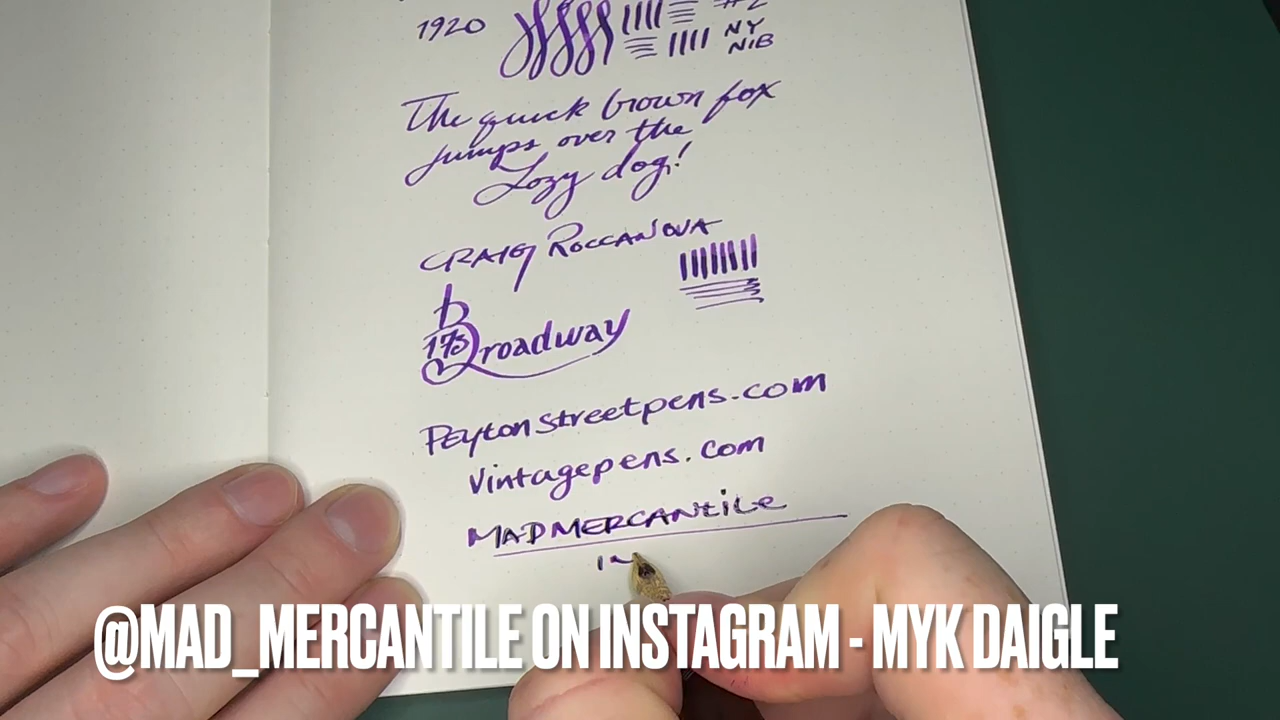 1920
#2
NY
NIB
The quick brown fox
jumps over the
Lazy dog!
CRAIG ROCCANOVA
173
Broadway
Peytonstreetpens.com
Vintagepens.com
MADMERCANTiLe
@MAD_MERCANTILE ON INSTAGRAM - MYK DAIGLE